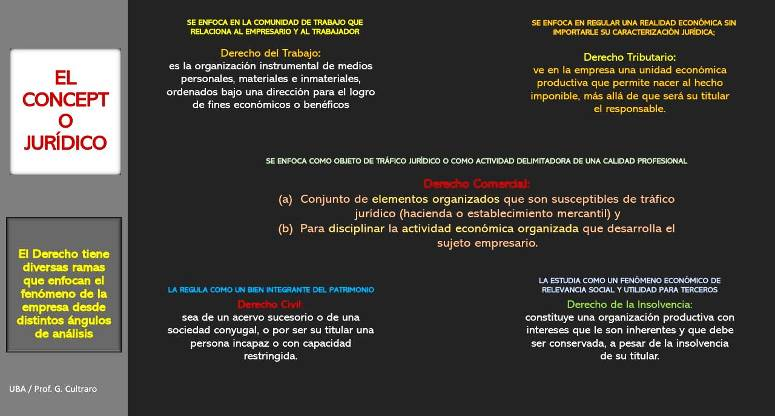 EL
CONCEPT
O
JURÍDICO
El Derecho tiene
diversas ramas
que enfocan el
fenómeno de la
empresa desde
distintos ángulos
de análisis
UBA / Prof. G. Cultraro
SE ENFOCA EN LA COMUNIDAD DE TRABAJO QUE
RELACIONA AL EMPRESARIO Y AL TRABAJADOR
Derecho del Trabajo:
es la organización instrumental de medios
personales, materiales e inmateriales,
ordenados bajo una dirección para el logro
de fines económicos o benéficos
SE ENFOCA EN REGULAR UNA REALIDAD ECONÓMICA SIN
IMPORTARLE SU CARACTERIZACIÓN JURÍDICA;
Derecho Tributario:
ve en la empresa una unidad económica
productiva que permite nacer al hecho
imponible, más allá de que será su titular
el responsable.
SE ENFOCA COMO OBJETO DE TRÁFICO JURÍDICO O COMO ACTIVIDAD DELIMITADORA DE UNA CALIDAD PROFESIONAL
Derecho Comercial:
(a) Conjunto de elementos organizados que son susceptibles de tráfico
jurídico (hacienda o establecimiento mercantil) y
(b) Para disciplinar la actividad económica organizada que desarrolla el
sujeto empresario.
LA REGULA COMO UN BIEN INTEGRANTE DEL PATRIMONIO
Derecho Civil
sea de un acervo sucesorio o de una
sociedad conyugal, o por ser su titular una
persona incapaz o con capacidad
restringida.
LA ESTUDIA COMO UN FENÓMENO ECONÓMICO DE
RELEVANCIA SOCIAL Y UTILIDAD PARA TERCEROS
Derecho de la Insolvencia:
constituye una organización productiva con
intereses que le son inherentes y que debe
ser conservada, a pesar de la insolvencia
de su titular.